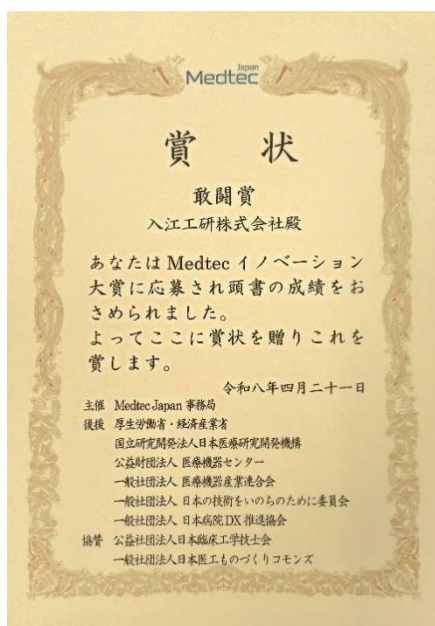 Medtec Japan
賞状
敢闘賞
入江工研株式会社殿
あなたは Medtec イノベーション
大賞に応募され頭書の成績をお
さめられました。
よってここに賞状を贈りこれを
賞します。
令和八年四月二十一日
主催 Medtec Japan 事務局
後援 厚生労働省・経済産業省
国立研究開発法人日本医療研究開発機構
公益財団法人 医療機器センター
一般社団法人 医療機器産業連合会
一般社団法人 日本の技術をいのちのために委員会
一般社団法人 日本病院DX 推進協会
協賛 公益社団法人日本臨床工学技士会
一般社団法人日本医工ものづくりコモンズ